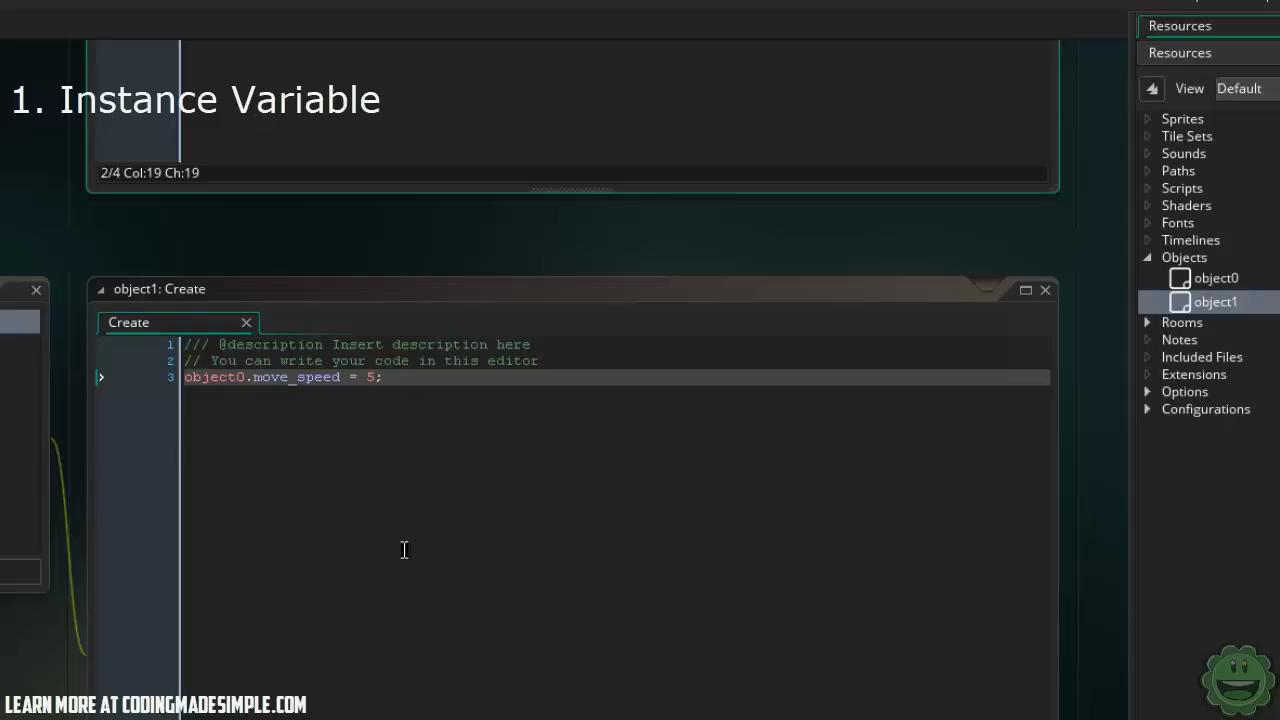 Resources
Resources
1. Instance Variable
View Default
Sprites
Tile Sets
Sounds
Paths
Scripts
Shaders
Fonts
Timelines
Objects
object0
object1
Rooms
Notes
Included Files
Extensions
Options
Configurations
2/4 Col:19 Ch:19
object1: Create
Create
1 /// @description Insert description here
2 // You can write your code in this editor
3 object0.move_speed = 5;
LEARN MORE AT CODINGMADESIMPLE.COM